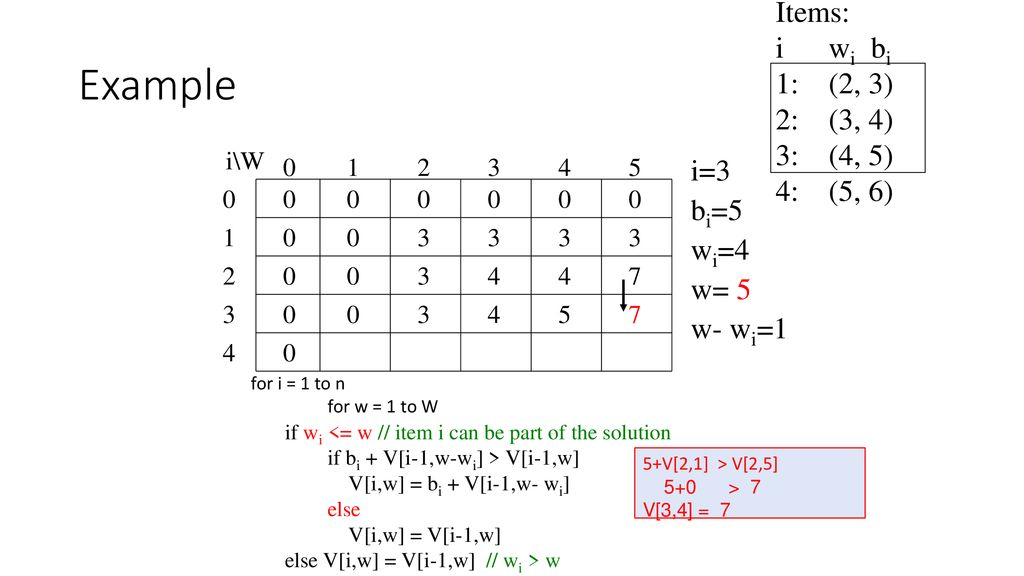 Items:
i wi bi
1: (2, 3)
2: (3, 4)
3: (4, 5)
4: (5, 6)
Example
i\W 0 1 2 3 4 5
0 0 0 0 0 0 0
1 0 0 3 3 3 3
2 0 0 3 4 4 7
3 0 0 3 4 5 7
4 0
i=3
bi=5
wi=4
w= 5
w- wi=1
for i = 1 to n
for w = 1 to W
if wi <= w // item i can be part of the solution
if bi + V[i-1,w-wi] > V[i-1,w]
V[i,w] = bi + V[i-1,w- wi]
else
V[i,w] = V[i-1,w]
else V[i,w] = V[i-1,w] // wi > w
5+V[2,1] > V[2,5]
5+0 > 7
V[3,4] = 7